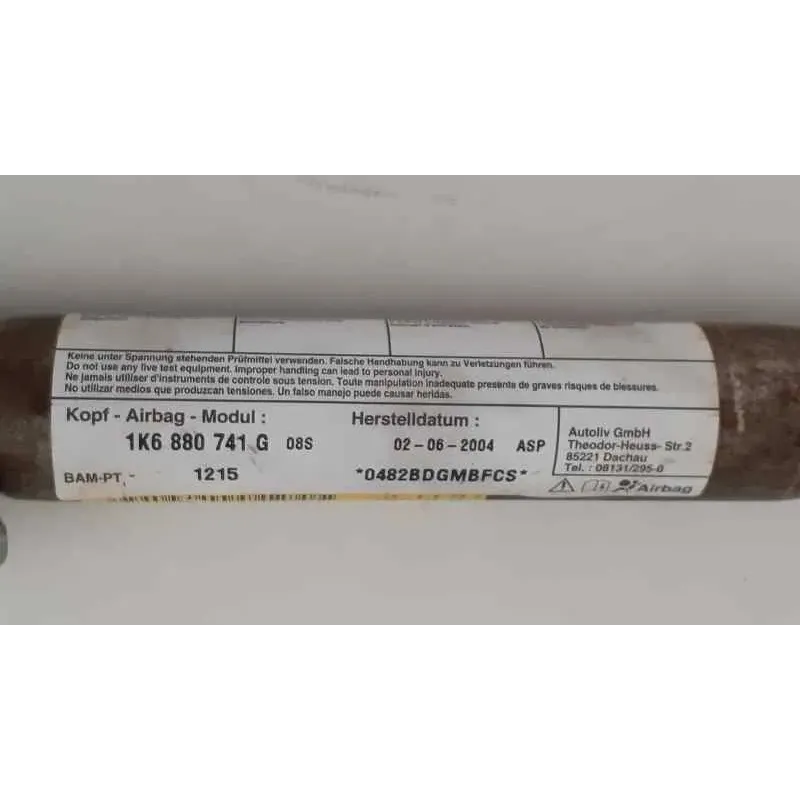 Keine unter Spannung stehenden Prüfmittel verwenden. Falsche Handhabung kann zu Verletzungen führen.
Do not use any live test equipment. Improper handling can lead to personal injury.
Ne jamais utiliser d'instruments de controle sous tension. Toute manipulation inadequate presente de graves risques de blessures.
No utilizar medios que produzcan tensiones. Un falso manejo puede causar heridas.
Kopf - Airbag - Modul :
1K6 880 741 G 08S
BAM-PT, - 1215
Herstelldatum :
02-06-2004 ASP
*0482BDGMBFCS*
Autoliv GmbH
Theodor-Heuss- Str.2
85221 Dachau
Tel. : 08131/295-0
Airbag